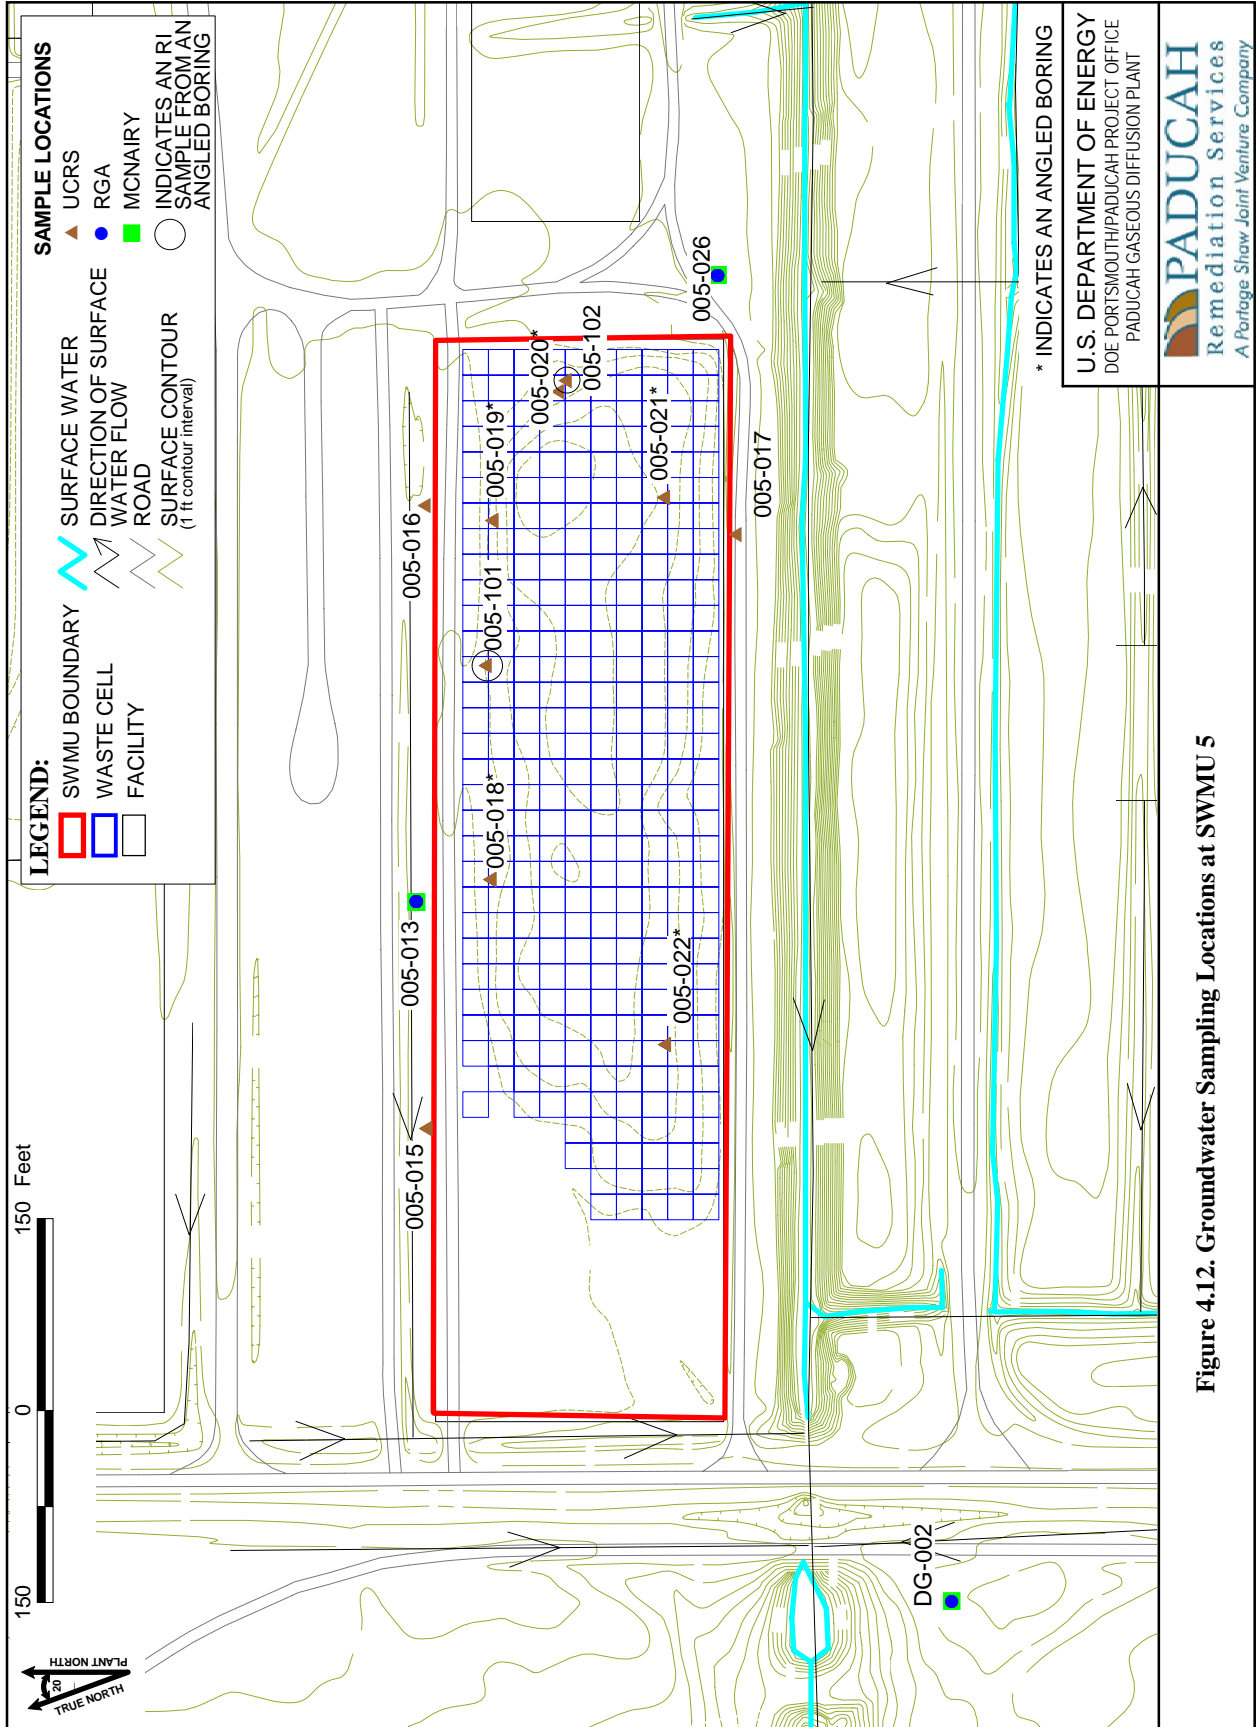 LEGEND:
SWMU BOUNDARY
WASTE CELL
FACILITY
SURFACE WATER
DIRECTION OF SURFACE
WATER FLOW
ROAD
SURFACE CONTOUR
(1 ft contour interval)
SAMPLE LOCATIONS
UCRS
RGA
MCNAIRY
INDICATES AN RI
SAMPLE FROM AN
ANGLED BORING
150 0 150 Feet
PLANT NORTH
TRUE NORTH
20
005-015
005-013
005-016
005-018*
005-101
005-019*
005-020*
005-102
005-022*
005-021*
005-026
005-017
DG-002
* INDICATES AN ANGLED BORING
U.S. DEPARTMENT OF ENERGY
DOE PORTSMOUTH/PADUCAH PROJECT OFFICE
PADUCAH GASEOUS DIFFUSION PLANT
PADUCAH
Remediation Services
A Portage Shaw Joint Venture Company
Figure 4.12. Groundwater Sampling Locations at SWMU 5